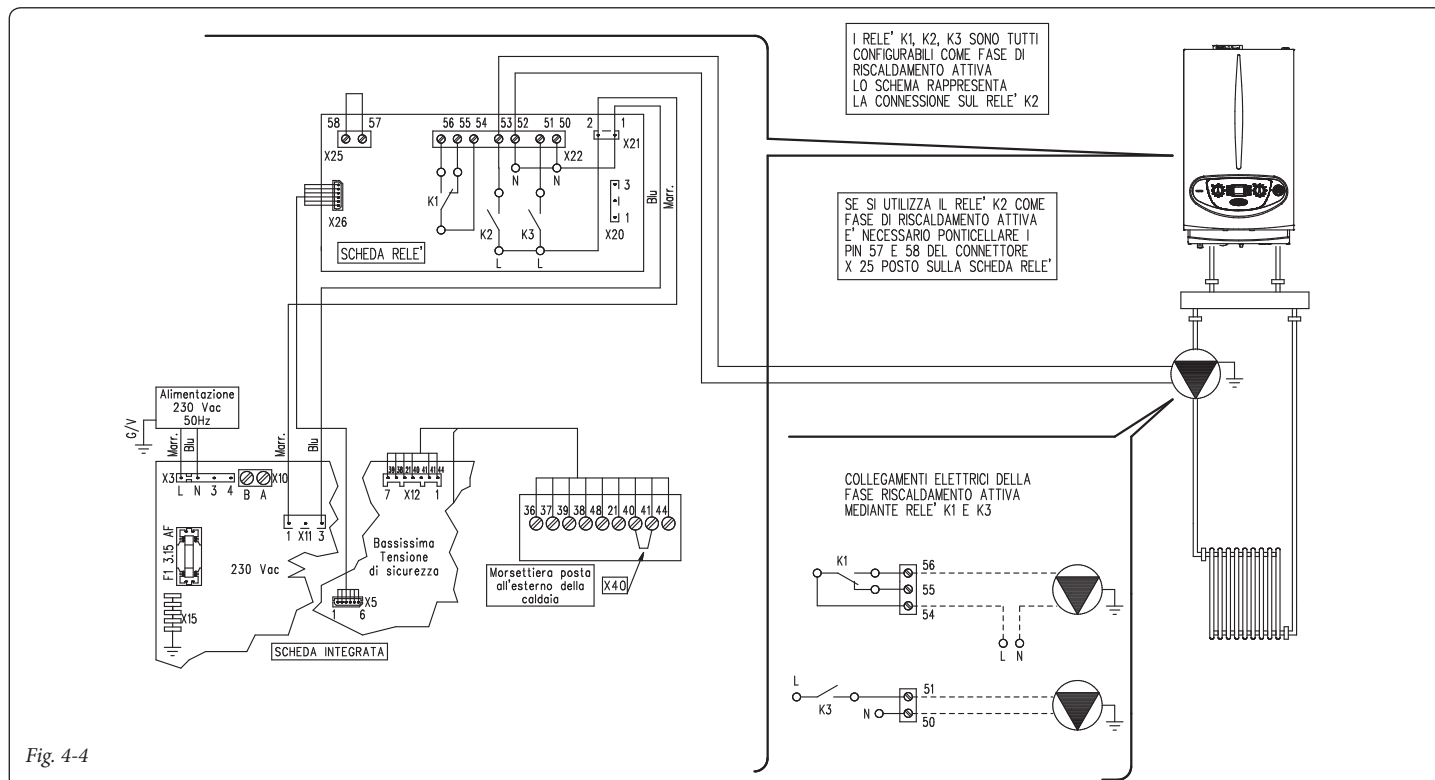 I RELE' K1, K2, K3 SONO TUTTI
CONFIGURABILI COME FASE DI
RISCALDAMENTO ATTIVA
LO SCHEMA RAPPRESENTA
LA CONNESSIONE SUL RELE' K2
58 57
X25
56 55 54 53 52 51 50
X22
2 1
X21
N N
K1
K2
K3
L L
3
1
X20
X26
SCHEDA RELE'
Blu
Marr.
SE SI UTILIZZA IL RELE' K2 COME
FASE DI RISCALDAMENTO ATTIVA
E' NECESSARIO PONTICELLARE I
PIN 57 E 58 DEL CONNETTORE
X 25 POSTO SULLA SCHEDA RELE'
Alimentazione
230 Vac
50Hz
G/V
Marr.
Blu
Marr.
Blu
X3
L N 3 4
X10
B A
1 X11 3
F1 3.15 AF
230 Vac
X15
SCHEDA INTEGRATA
39 38 21 40 41 41 44
7 X12 1
Bassissima
Tensione
di sicurezza
X5
1 6
36 37 39 38 48 21 40 41 44
Morsettiera posta
all'esterno della
caldaia
X40
COLLEGAMENTI ELETTRICI DELLA
FASE RISCALDAMENTO ATTIVA
MEDIANTE RELE' K1 E K3
K1
56
55
54
L N
L
K3
N
51
50
Fig. 4-4